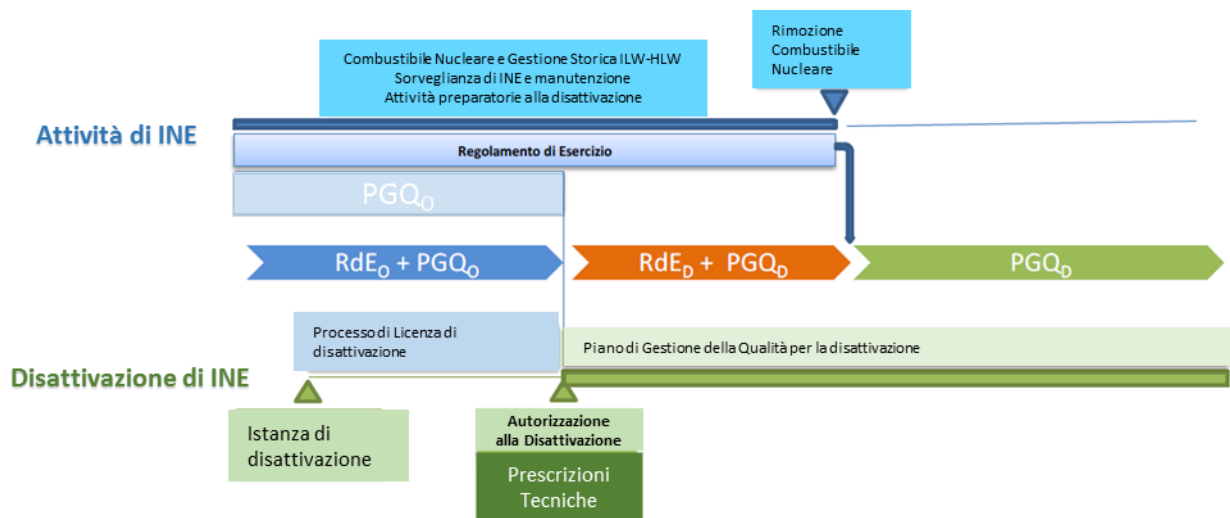 Combustibile Nucleare e Gestione Storica ILW-HLW
Sorveglianza di INE e manutenzione
Attività preparatorie alla disattivazione
Rimozione
Combustibile
Nucleare
Attività di INE
Regolamento di Esercizio
PGQO
RdEO + PGQO
RdED + PGQD
PGQD
Processo di Licenza di
disattivazione
Piano di Gestione della Qualità per la disattivazione
Disattivazione di INE
Istanza di
disattivazione
Autorizzazione
alla Disattivazione
Prescrizioni
Tecniche